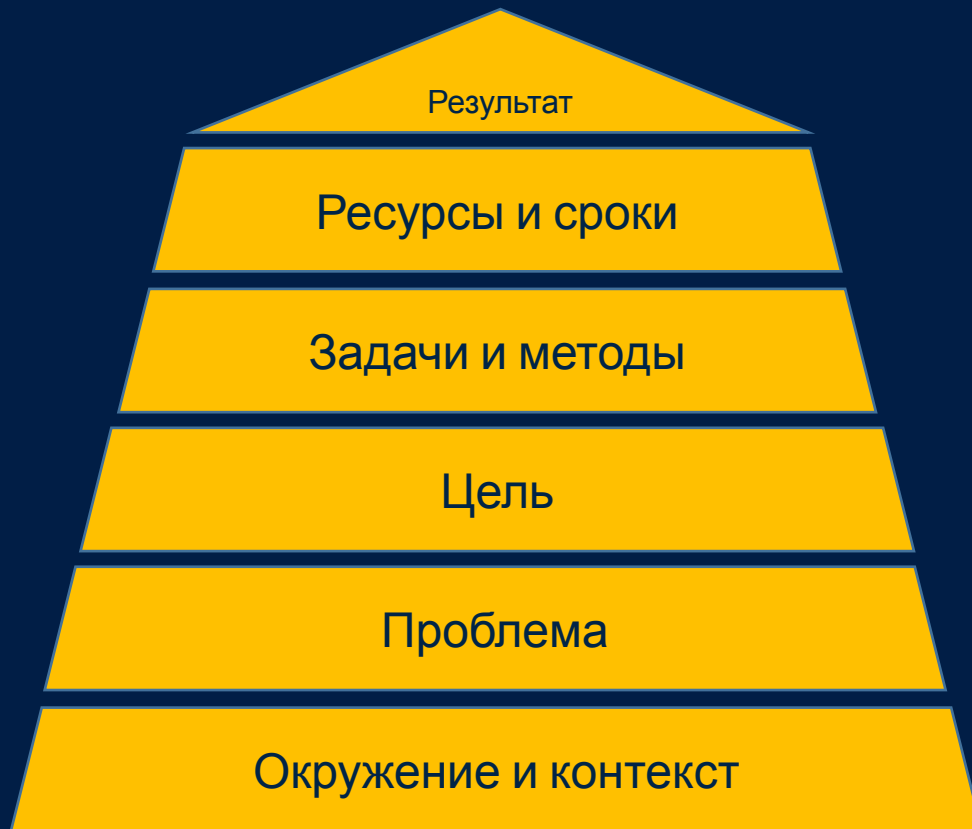 Результат
Ресурсы и сроки
Задачи и методы
Цель
Проблема
Окружение и контекст